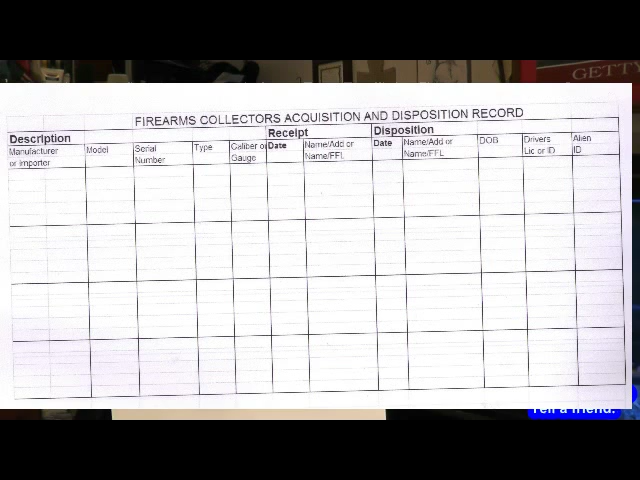 GETTY
FIREARMS COLLECTORS ACQUISITION AND DISPOSITION RECORD
Description Receipt Disposition
Manufacturer or Importer
Model
Serial Number
Type
Caliber or Gauge
Date
Name/Add or Name/FFL
Date
Name/Add or Name/FFL
DOB
Drivers Lic or ID
Alien ID
Tell a friend.